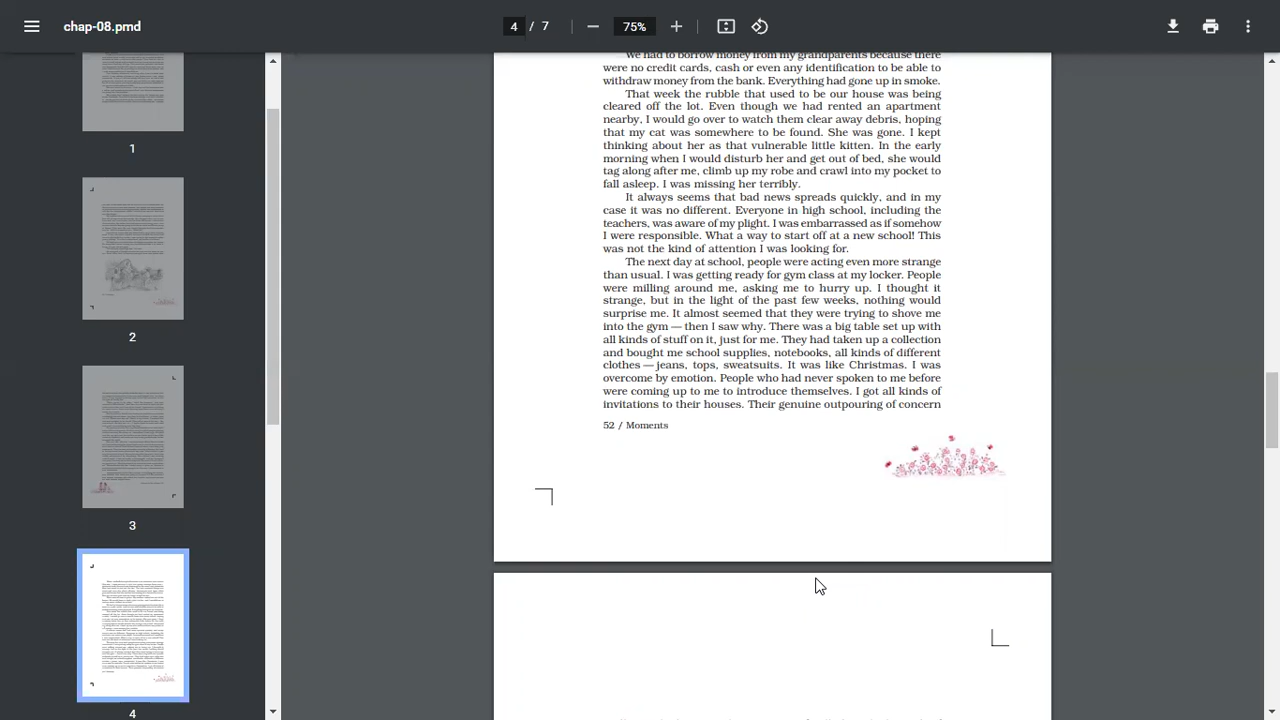 chap-08.pmd
4 / 7
75%
1
2
3
4
We had to borrow money from my grandparents because there
were no credit cards, cash or even any identification to be able to
withdraw money from the bank. Everything had gone up in smoke.
That week the rubble that used to be our house was being
cleared off the lot. Even though we had rented an apartment
nearby, I would go over to watch them clear away debris, hoping
that my cat was somewhere to be found. She was gone. I kept
thinking about her as that vulnerable little kitten. In the early
morning when I would disturb her and get out of bed, she would
tag along after me, climb up my robe and crawl into my pocket to
fall asleep. I was missing her terribly.
It always seems that bad news spreads quickly, and in my
case it was no different. Everyone in high school, including the
teachers, was aware of my plight. I was embarrassed as if somehow
I were responsible. What a way to start off at a new school! This
was not the kind of attention I was looking for.
The next day at school, people were acting even more strange
than usual. I was getting ready for gym class at my locker. People
were milling around me, asking me to hurry up. I thought it
strange, but in the light of the past few weeks, nothing would
surprise me. It almost seemed that they were trying to shove me
into the gym — then I saw why. There was a big table set up with
all kinds of stuff on it, just for me. They had taken up a collection
and bought me school supplies, notebooks, all kinds of different
clothes — jeans, tops, sweatsuits. It was like Christmas. I was
overcome by emotion. People who had never spoken to me before
were coming up to me to introduce themselves. I got all kinds of
invitations to their houses. Their genuine outpouring of concern
52 / Moments